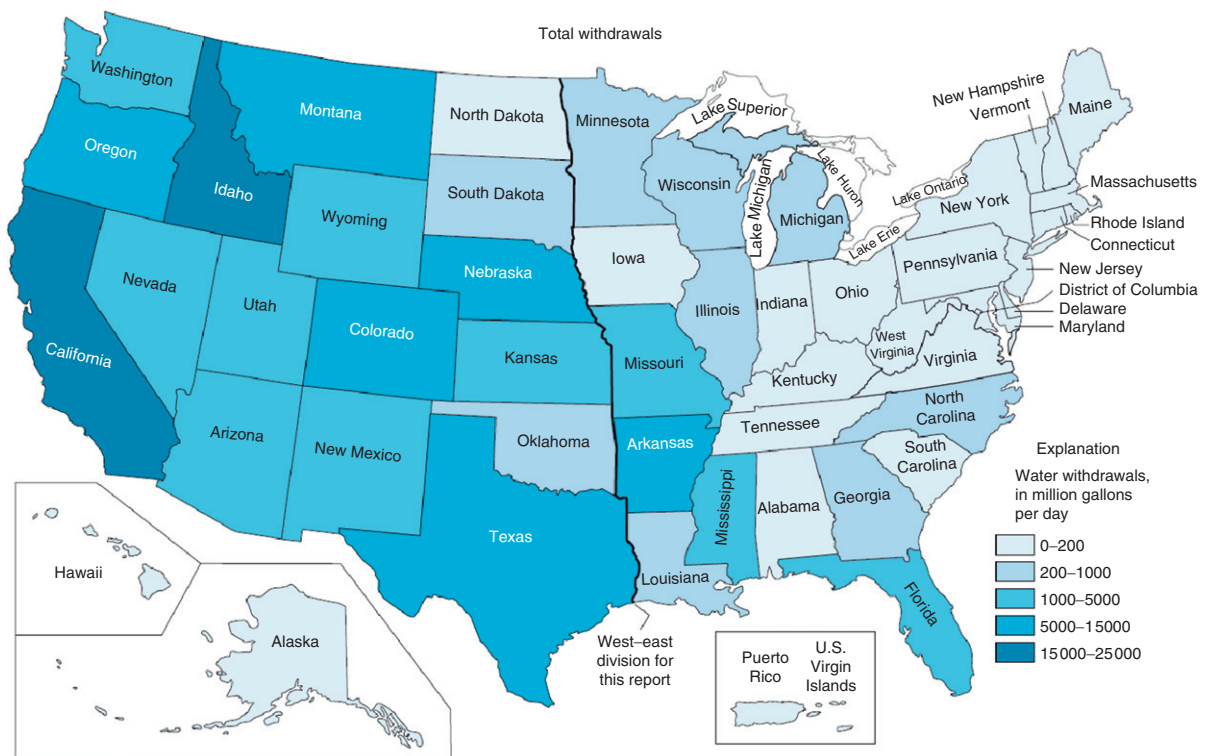 Total withdrawals
Washington
Montana
North Dakota
Minnesota
Lake Superior
New Hampshire
Vermont
Maine
Oregon
Idaho
South Dakota
Wisconsin
Lake Michigan
Michigan
Lake Huron
Lake Ontario
New York
Massachusetts
Wyoming
Rhode Island
Connecticut
Lake Erie
Iowa
Pennsylvania
New Jersey
Nebraska
Nevada
Utah
Illinois
Indiana
Ohio
District of Columbia
Delaware
Maryland
Colorado
California
Kansas
Missouri
West
Virginia
Virginia
Kentucky
North
Carolina
Arizona
New Mexico
Oklahoma
Arkansas
Tennessee
South
Carolina
Mississippi
Alabama
Georgia
Texas
Louisiana
Florida
Hawaii
Alaska
West–east
division for
this report
Puerto
Rico
U.S.
Virgin
Islands
Explanation
Water withdrawals,
in million gallons
per day
0–200
200–1000
1000–5000
5000–15000
15 000–25 000